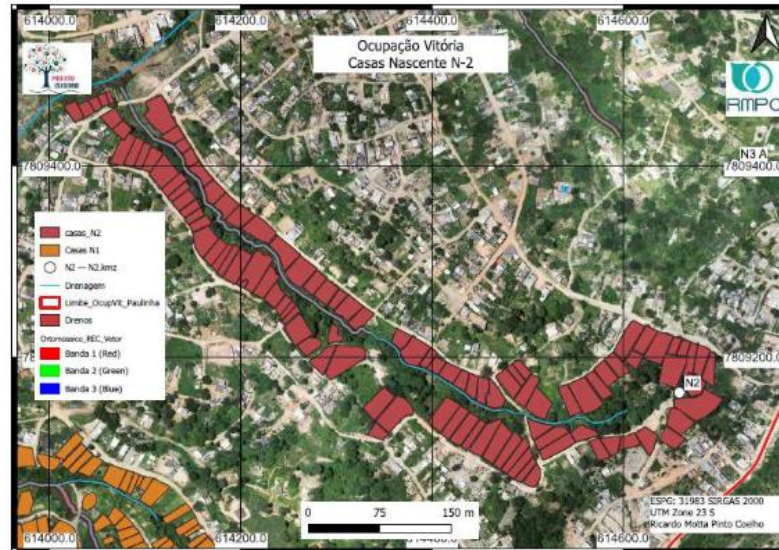 614000.0 614200.0 614400.0 614600.0
Ocupação Vitória
Casas Nascente N-2
RMPC
N3 A
7809400.0 7809400.0
casas_N2
Casas N1
N2 — N2.kmz
Drenagem
Limite_OcupVit_Paulinha
Drenos
Ortomosaico_REC_Vetor
Banda 1 (Red)
Banda 2 (Green)
Banda 3 (Blue)
7809200.0
N2
0 75 150 m
ESPG: 31983 SIRGAS 2000
UTM Zone 23 S
Ricardo Motta Pinto Coelho
614000.0 614200.0 614400.0 614600.0